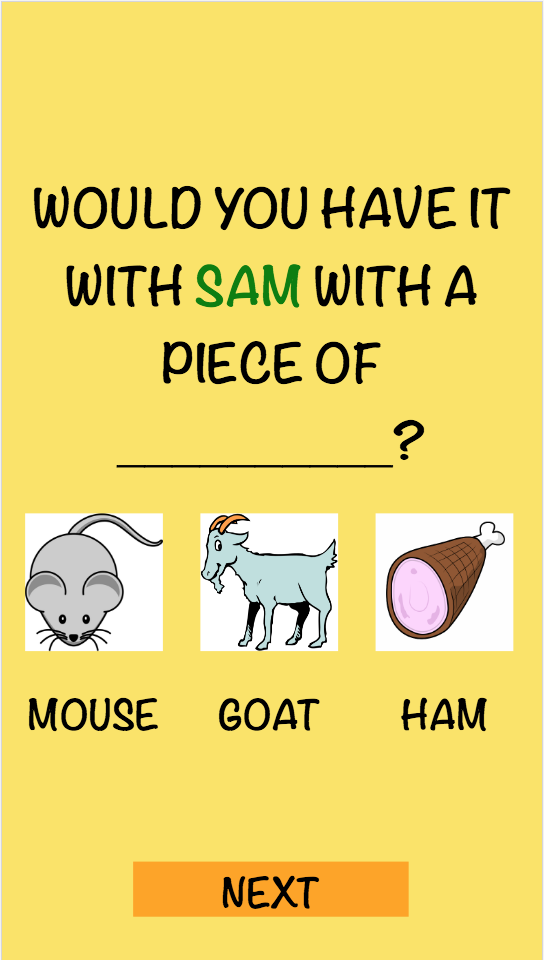 WOULD YOU HAVE IT
WITH SAM WITH A
PIECE OF
__________?
MOUSE GOAT HAM
NEXT